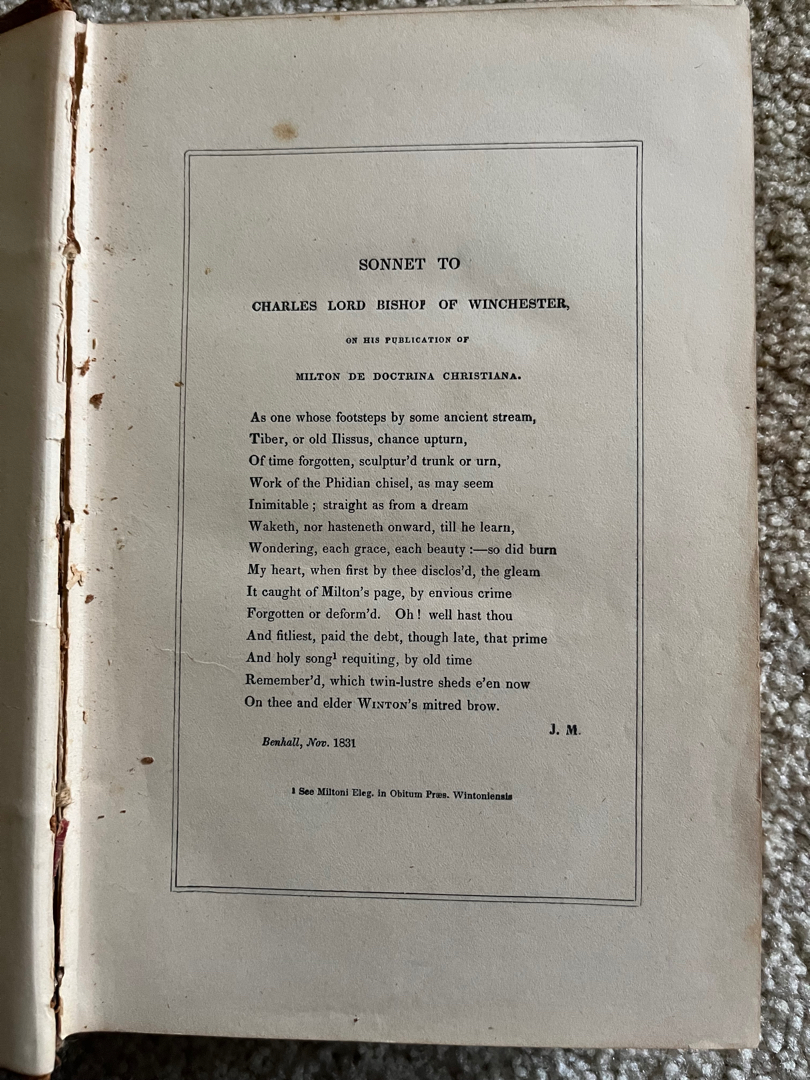 SONNET TO
CHARLES LORD BISHOP OF WINCHESTER,
ON HIS PUBLICATION OF
MILTON DE DOCTRINA CHRISTIANA.
As one whose footsteps by some ancient stream,
Tiber, or old Ilissus, chance upturn,
Of time forgotten, sculptur'd trunk or urn,
Work of the Phidian chisel, as may seem
Inimitable ; straight as from a dream
Waketh, nor hasteneth onward, till he learn,
Wondering, each grace, each beauty :—so did burn
My heart, when first by thee disclos'd, the gleam
It caught of Milton's page, by envious crime
Forgotten or deform'd. Oh ! well hast thou
And fitliest, paid the debt, though late, that prime
And holy song¹ requiting, by old time
Remember'd, which twin-lustre sheds e'en now
On thee and elder WINTON'S mitred brow.
J. M.
Benhall, Nov. 1831
¹ See Miltoni Eleg. in Obitum Præs. Wintoniensis